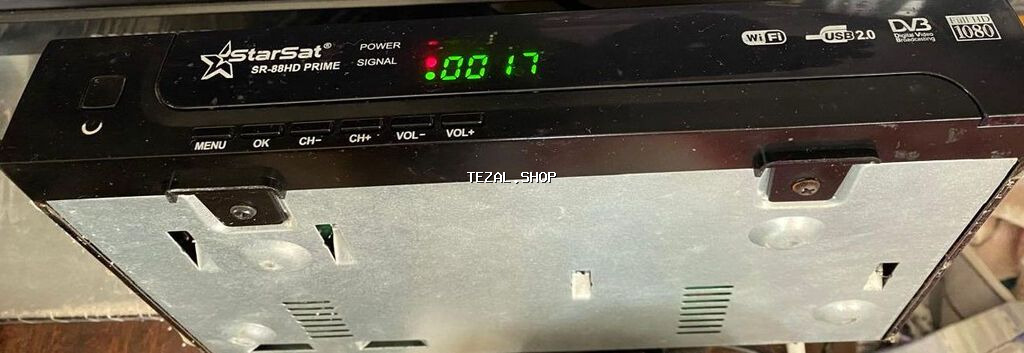 StarSat®
SR-88HD PRIME
POWER
SIGNAL
.0017
WiFi
USB 2.0
DVB
Digital Video
Broadcasting
Full HD
1080
MENU
OK
CH−
CH+
VOL−
VOL+
TEZAL.SHOP